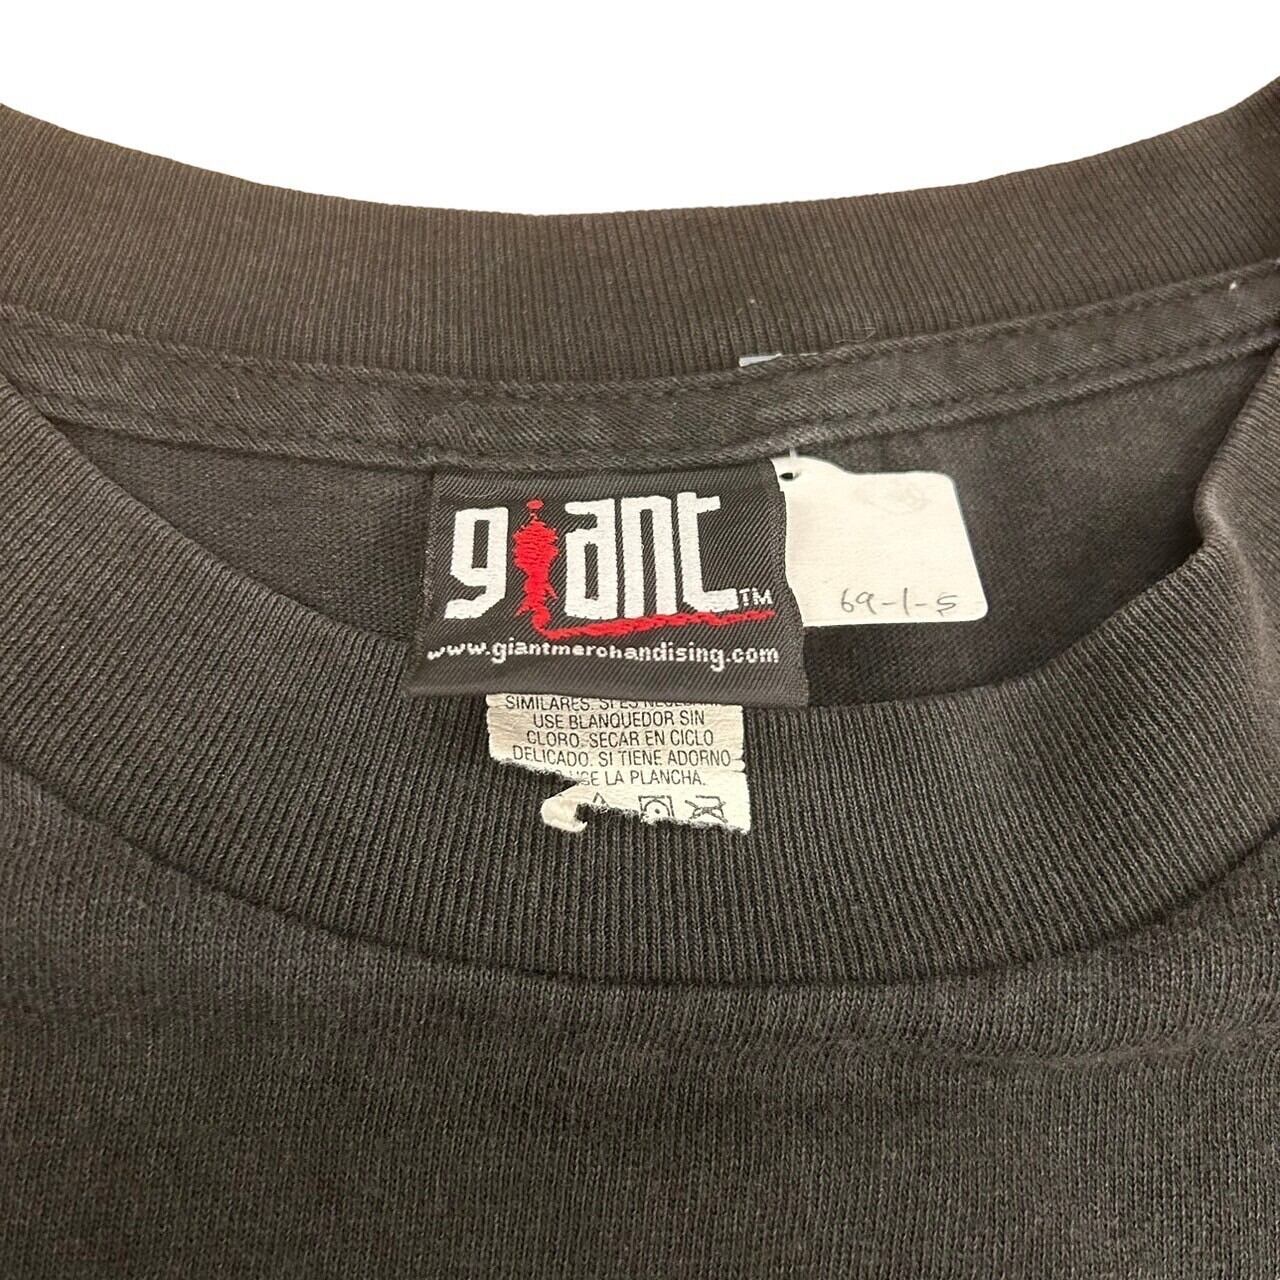 giant TM
www.giantmerchandising.com
69-1-5
SIMILARES. SI ES
USE BLANQUEDOR SIN
CLORO. SECAR EN CICLO
DELICADO. SI TIENE ADORNO
LA PLANCHA.